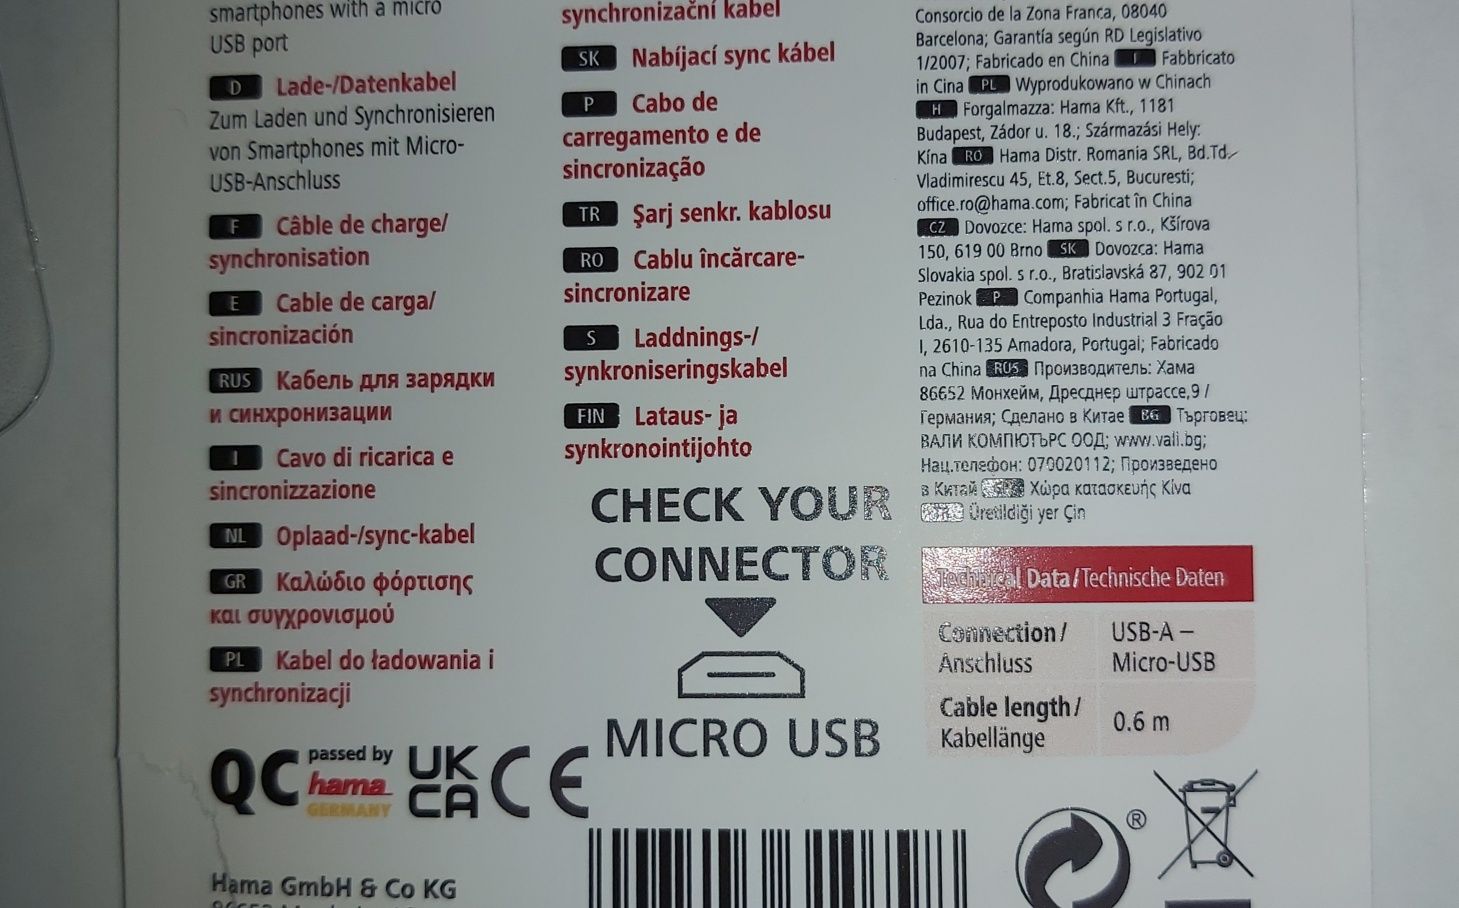 smartphones with a micro
USB port
D Lade-/Datenkabel
Zum Laden und Synchronisieren
von Smartphones mit Micro-
USB-Anschluss
F Câble de charge/
synchronisation
E Cable de carga/
sincronización
RUS Кабель для зарядки
и синхронизации
I Cavo di ricarica e
sincronizzazione
NL Oplaad-/sync-kabel
GR Καλώδιο φόρτισης
και συγχρονισμού
PL Kabel do ładowania i
synchronizacji
synchronizační kabel
SK Nabíjací sync kábel
P Cabo de
carregamento e de
sincronização
TR Şarj senkr. kablosu
RO Cablu încărcare-
sincronizare
S Laddnings-/
synkroniseringskabel
FIN Lataus- ja
synkronointijohto
CHECK YOUR
CONNECTOR
MICRO USB
Consorcio de la Zona Franca, 08040
Barcelona; Garantía según RD Legislativo
1/2007; Fabricado en China I Fabbricato
in Cina PL Wyprodukowano w Chinach
H Forgalmazza: Hama Kft., 1181
Budapest, Zádor u. 18.; Származási Hely:
Kína RO Hama Distr. Romania SRL, Bd.Td.
Vladimirescu 45, Et.8, Sect.5, Bucuresti;
office.ro@hama.com; Fabricat în China
CZ Dovozce: Hama spol. s r.o., Kšírova
150, 619 00 Brno SK Dovozca: Hama
Slovakia spol. s r.o., Bratislavská 87, 902 01
Pezinok P Companhia Hama Portugal,
Lda., Rua do Entreposto Industrial 3 Fração
I, 2610-135 Amadora, Portugal; Fabricado
na China RUS Производитель: Хама
86652 Монхейм, Дресднер штрассе,9 /
Германия; Сделано в Китае BG Търговец:
ВАЛИ КОМПЮТЪРС ООД; www.vali.bg;
Нац.телефон: 070020112; Произведено
в Китай GR Χώρα κατασκευής Κίνα
TR Üretildiği yer Çin
Technical Data/Technische Daten
Connection/ USB-A –
Anschluss Micro-USB
Cable length/ 0.6 m
Kabellänge
QC passed by
hama
GERMANY
UK
CA CE
®
Hama GmbH & Co KG